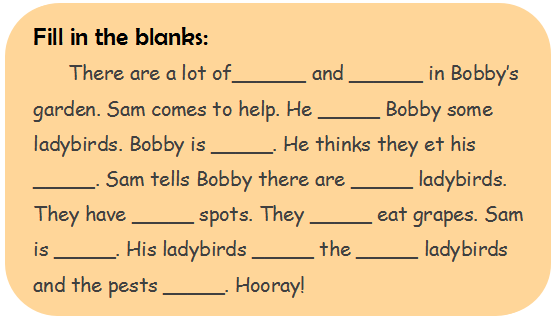 Fill in the blanks:
There are a lot of______ and ______ in Bobby's
garden. Sam comes to help. He _____ Bobby some
ladybirds. Bobby is _____. He thinks they et his
_____. Sam tells Bobby there are _____ ladybirds.
They have _____ spots. They _____ eat grapes. Sam
is _____. His ladybirds _____ the _____ ladybirds
and the pests _____. Hooray!